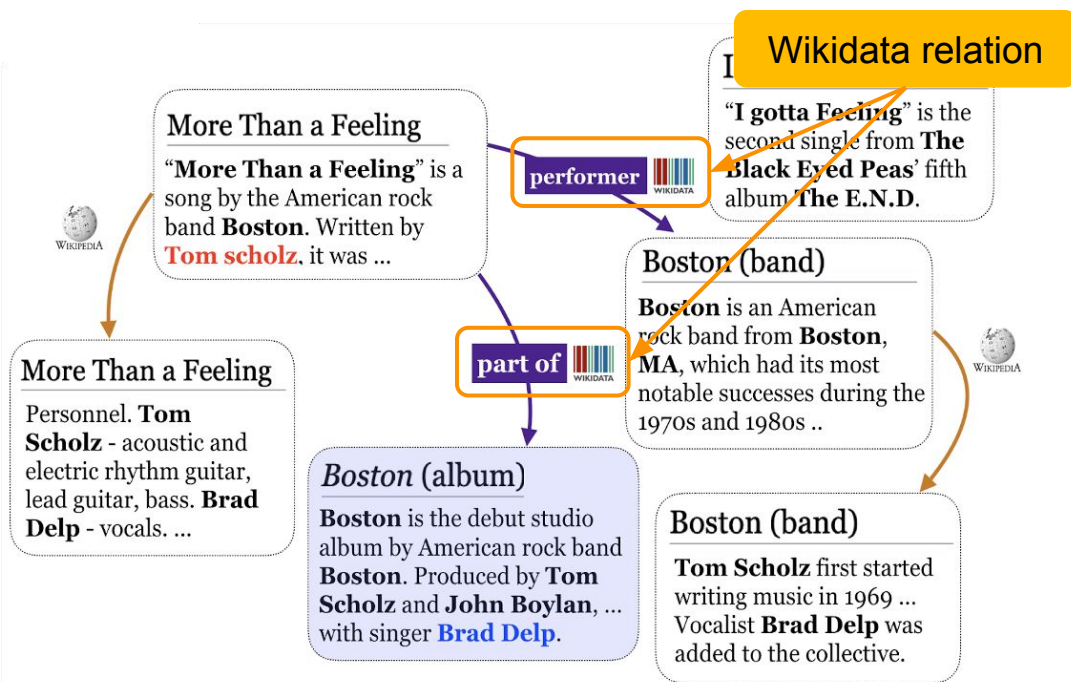 Wikidata relation
I
"I gotta Feeling" is the
second single from The
Black Eyed Peas' fifth
album The E.N.D.
More Than a Feeling
"More Than a Feeling" is a
song by the American rock
band Boston. Written by
Tom scholz, it was ...
performer
WIKIDATA
WIKIPEDIA
Boston (band)
Boston is an American
rock band from Boston,
MA, which had its most
notable successes during the
1970s and 1980s ..
part of
WIKIDATA
WIKIPEDIA
More Than a Feeling
Personnel. Tom
Scholz - acoustic and
electric rhythm guitar,
lead guitar, bass. Brad
Delp - vocals. ...
Boston (album)
Boston is the debut studio
album by American rock band
Boston. Produced by Tom
Scholz and John Boylan, ...
with singer Brad Delp.
Boston (band)
Tom Scholz first started
writing music in 1969 ...
Vocalist Brad Delp was
added to the collective.